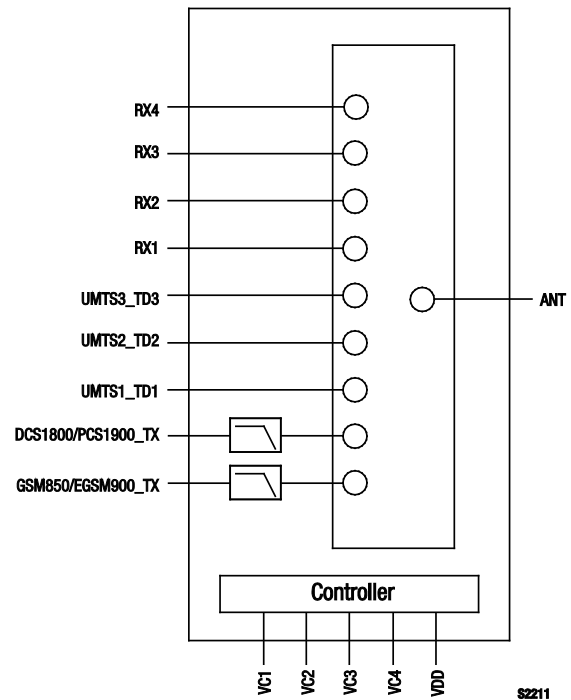 RX4
RX3
RX2
RX1
UMTS3_TD3
ANT
UMTS2_TD2
UMTS1_TD1
DCS1800/PCS1900_TX
GSM850/EGSM900_TX
Controller
VC1
VC2
VC3
VC4
VDD
S2211